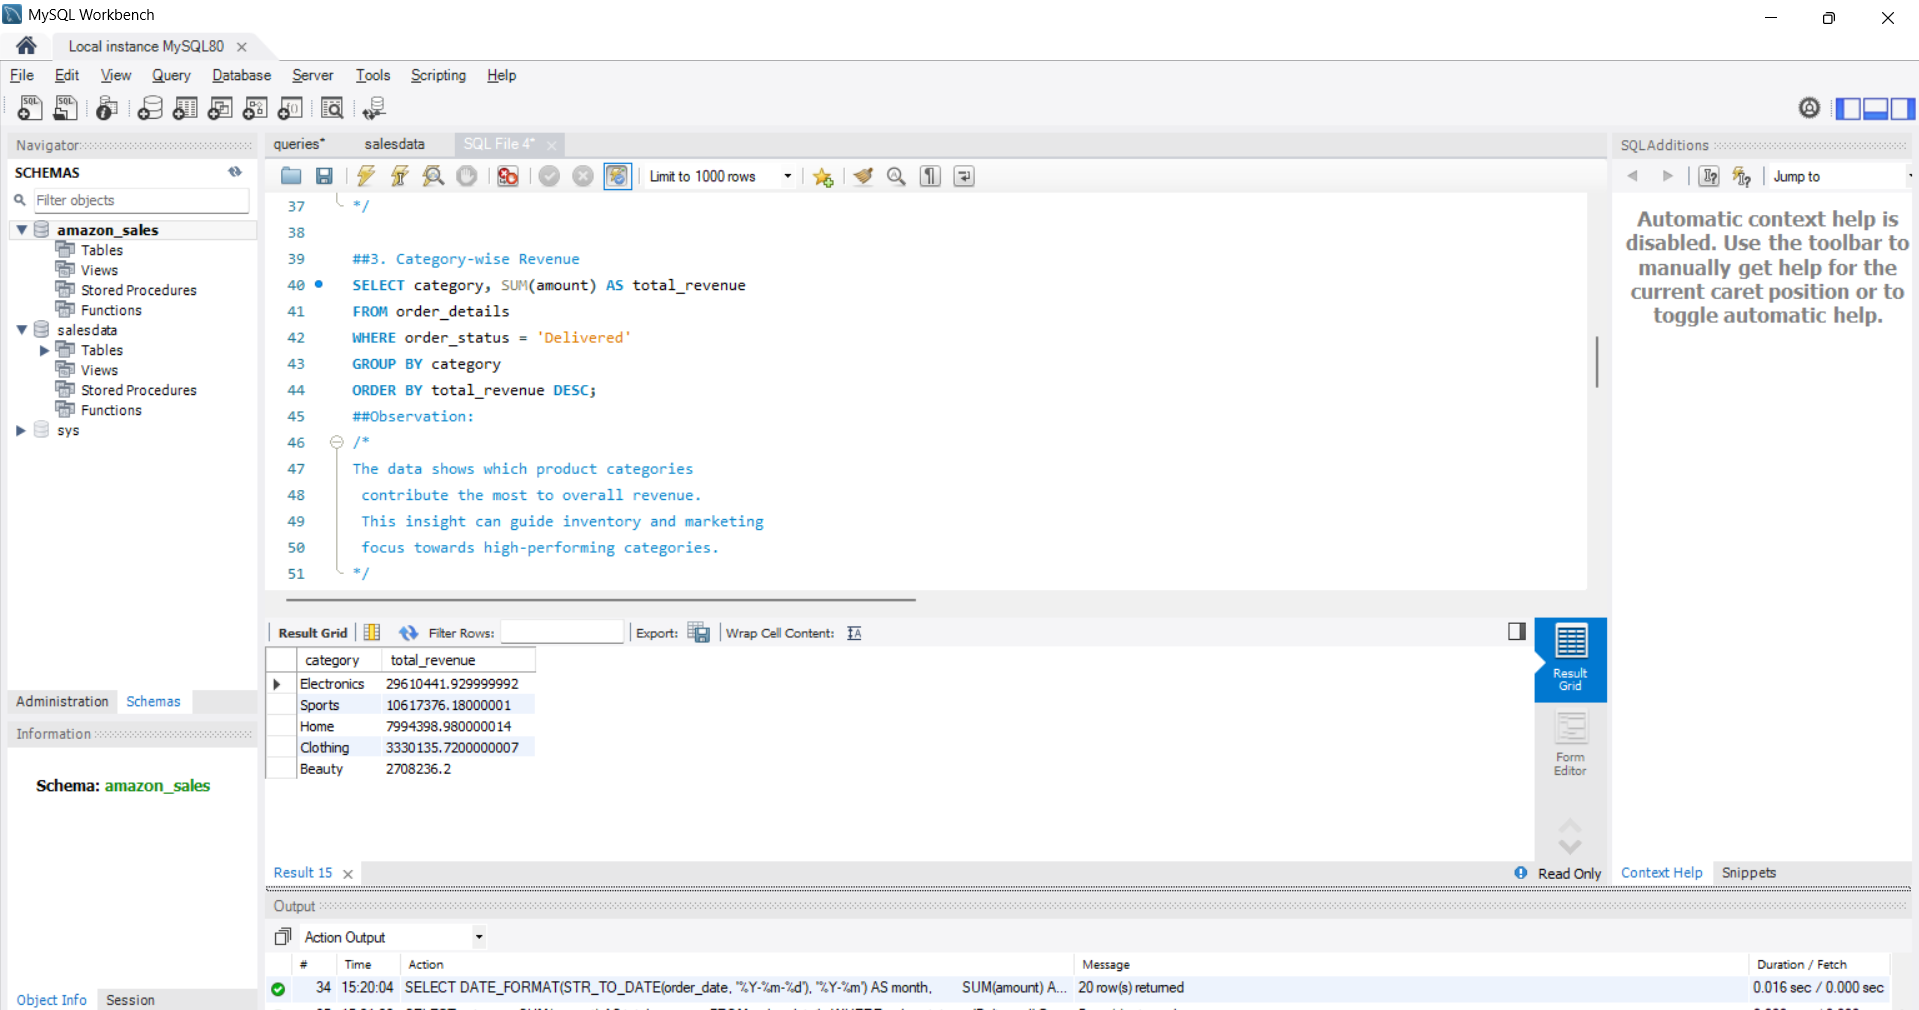 MySQL Workbench
Local instance MySQL80
File Edit View Query Database Server Tools Scripting Help
Navigator
SCHEMAS
Filter objects
amazon_sales
Tables
Views
Stored Procedures
Functions
salesdata
Tables
Views
Stored Procedures
Functions
sys
Administration Schemas
Information
Schema: amazon_sales
Object Info Session
queries* salesdata SQL File 4*
Limit to 1000 rows
37 */
38
39 ##3. Category-wise Revenue
40 SELECT category, SUM(amount) AS total_revenue
41 FROM order_details
42 WHERE order_status = 'Delivered'
43 GROUP BY category
44 ORDER BY total_revenue DESC;
45 ##Observation:
46 /*
47 The data shows which product categories
48 contribute the most to overall revenue.
49 This insight can guide inventory and marketing
50 focus towards high-performing categories.
51 */
Result Grid Filter Rows: Export: Wrap Cell Content:
category total_revenue
Electronics 29610441.929999992
Sports 10617376.18000001
Home 7994398.980000014
Clothing 3330135.7200000007
Beauty 2708236.2
Result
Grid
Form
Editor
Result 15
Read Only
SQLAdditions
Jump to
Automatic context help is
disabled. Use the toolbar to
manually get help for the
current caret position or to
toggle automatic help.
Context Help Snippets
Output
Action Output
# Time Action Message Duration / Fetch
34 15:20:04 SELECT DATE_FORMAT(STR_TO_DATE(order_date, '%Y-%m-%d'), '%Y-%m') AS month, SUM(amount) A... 20 row(s) returned 0.016 sec / 0.000 sec